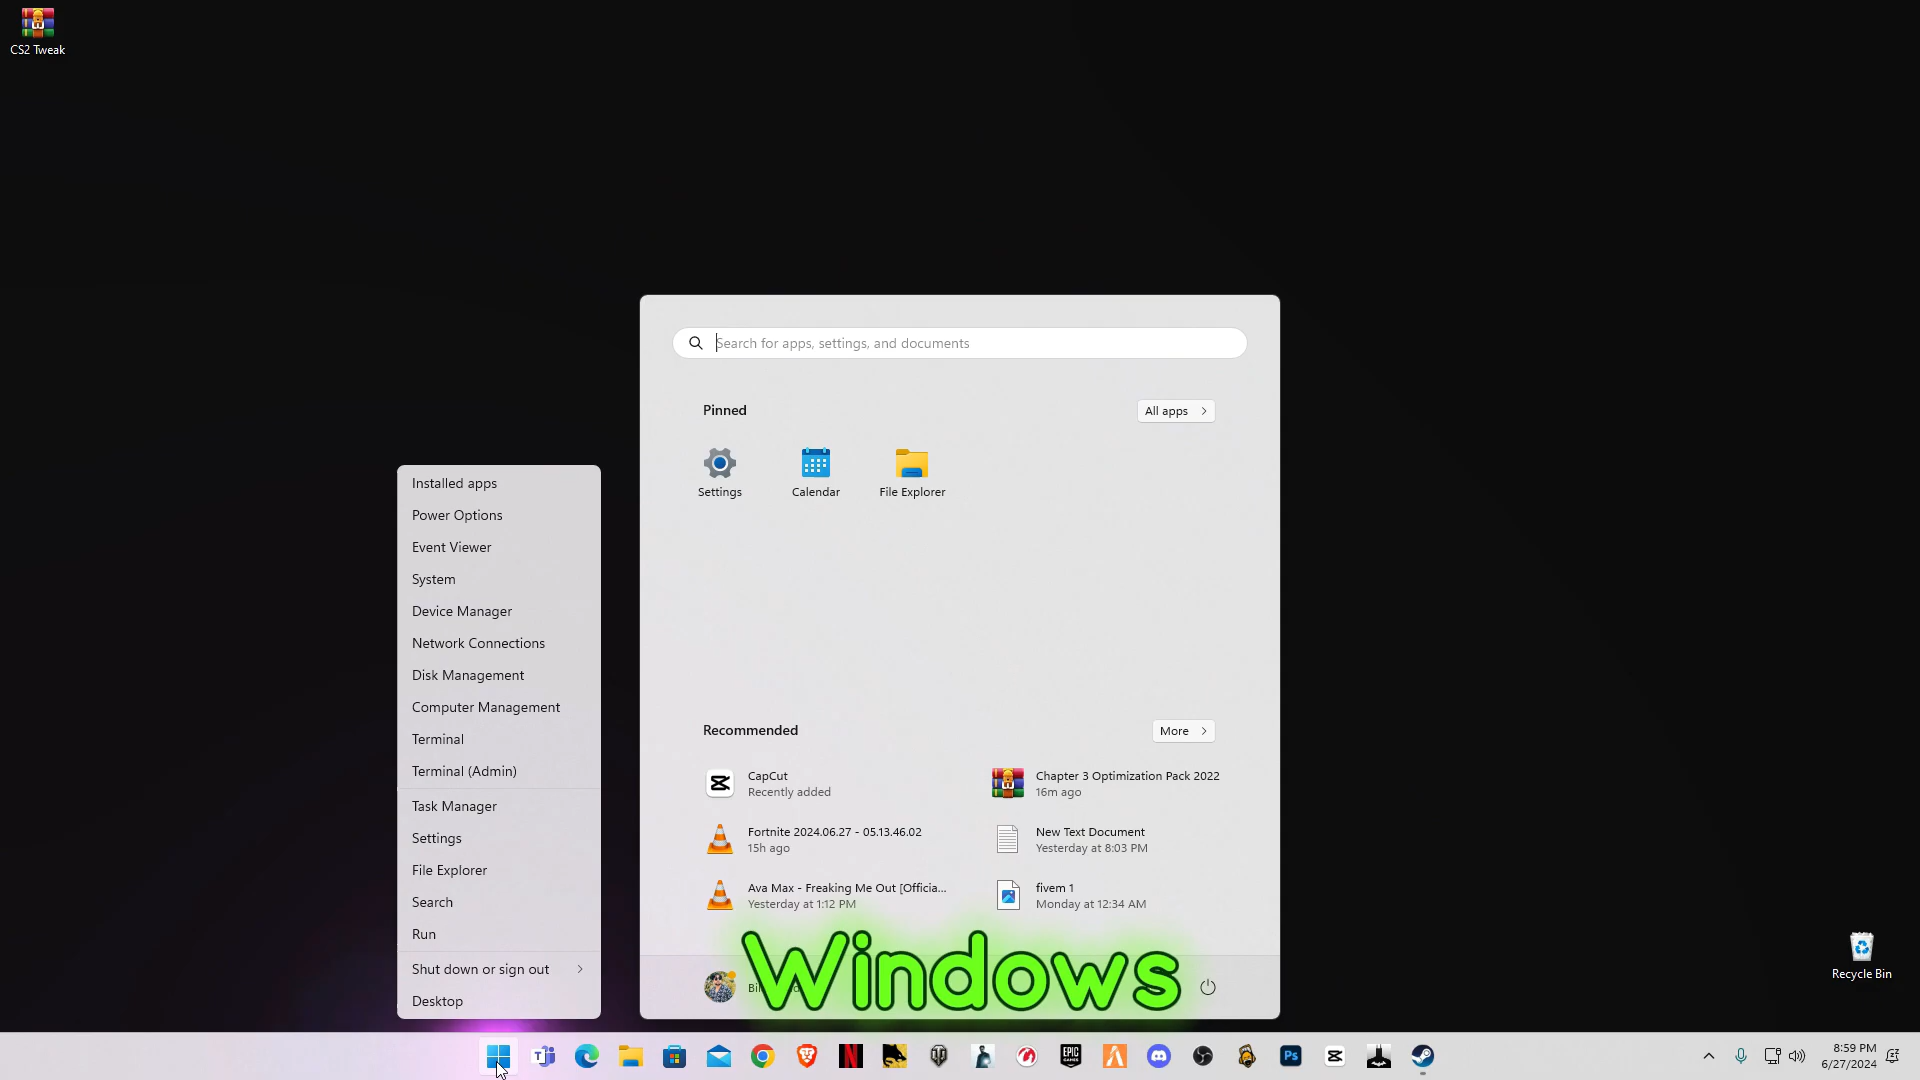 CS2 Tweak
Search for apps, settings, and documents
Pinned
All apps
Settings
Calendar
File Explorer
Installed apps
Power Options
Event Viewer
System
Device Manager
Network Connections
Disk Management
Computer Management
Terminal
Terminal (Admin)
Task Manager
Settings
File Explorer
Search
Run
Shut down or sign out
Desktop
Recommended
More
CapCut
Recently added
Chapter 3 Optimization Pack 2022
16m ago
Fortnite 2024.06.27 - 05.13.46.02
15h ago
New Text Document
Yesterday at 8:03 PM
Ava Max - Freaking Me Out [Officia...
Yesterday at 1:12 PM
fivem 1
Monday at 12:34 AM
Windows
Recycle Bin
EPIC
GAMES
Ps
8:59 PM
6/27/2024